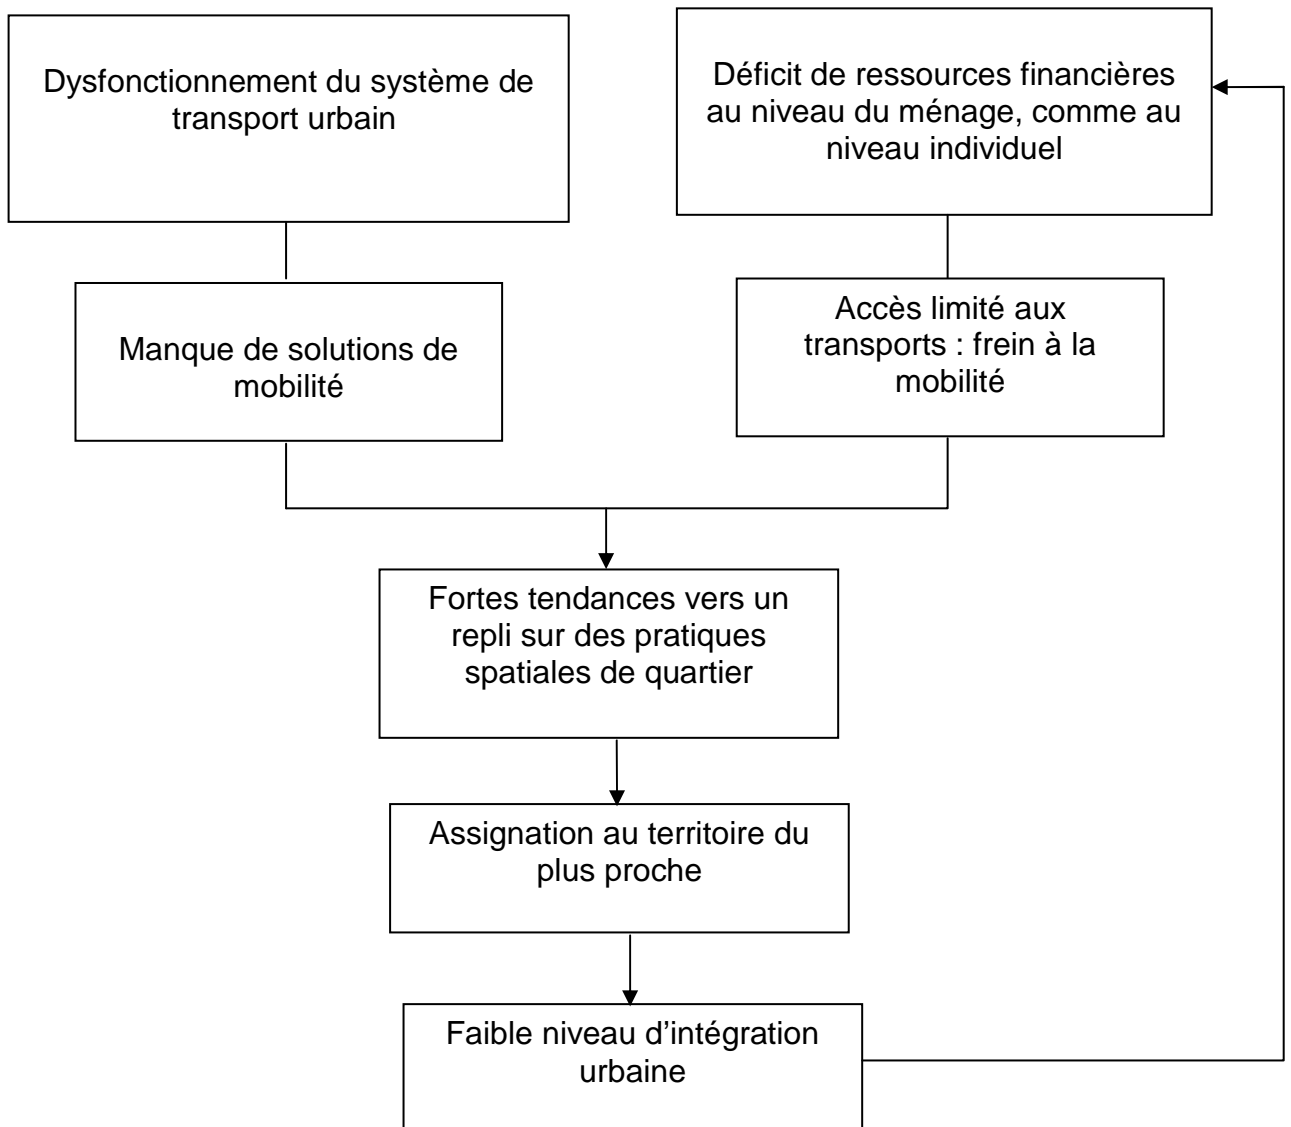 Dysfonctionnement du système de
transport urbain
Déficit de ressources financières
au niveau du ménage, comme au
niveau individuel
Manque de solutions de
mobilité
Accès limité aux
transports : frein à la
mobilité
Fortes tendances vers un
repli sur des pratiques
spatiales de quartier
Assignation au territoire du
plus proche
Faible niveau d’intégration
urbaine